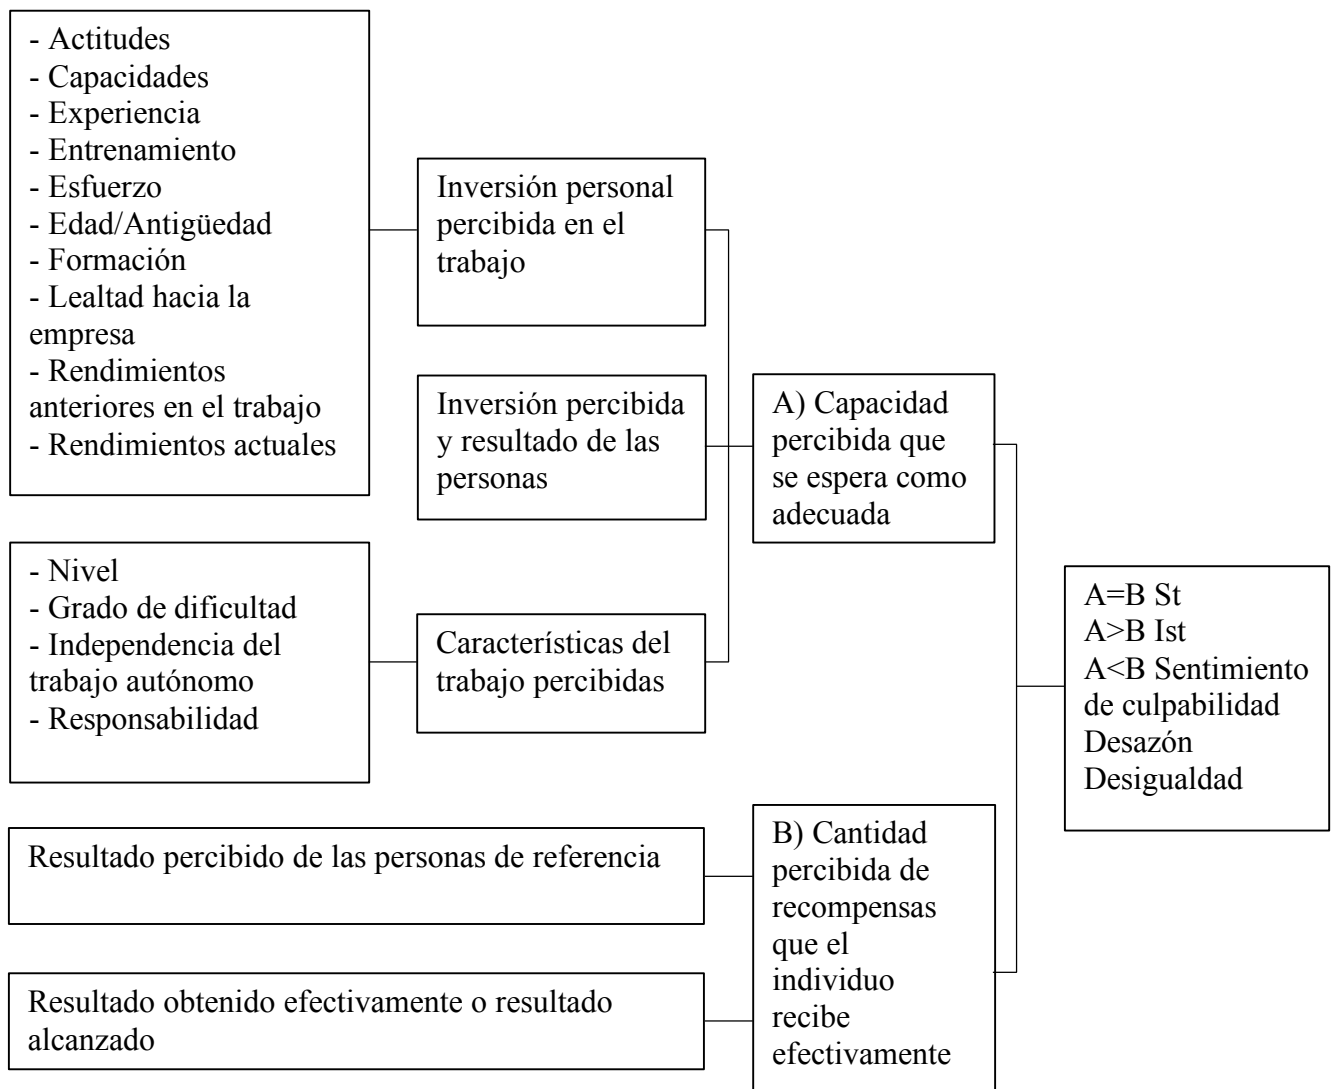 - Actitudes
- Capacidades
- Experiencia
- Entrenamiento
- Esfuerzo
- Edad/Antigüedad
- Formación
- Lealtad hacia la
empresa
- Rendimientos
anteriores en el trabajo
- Rendimientos actuales
Inversión personal
percibida en el
trabajo
Inversión percibida
y resultado de las
personas
A) Capacidad
percibida que
se espera como
adecuada
- Nivel
- Grado de dificultad
- Independencia del
trabajo autónomo
- Responsabilidad
Características del
trabajo percibidas
A=B St
A>B Ist
A<B Sentimiento
de culpabilidad
Desazón
Desigualdad
Resultado percibido de las personas de referencia
B) Cantidad
percibida de
recompensas
que el
individuo
recibe
efectivamente
Resultado obtenido efectivamente o resultado
alcanzado